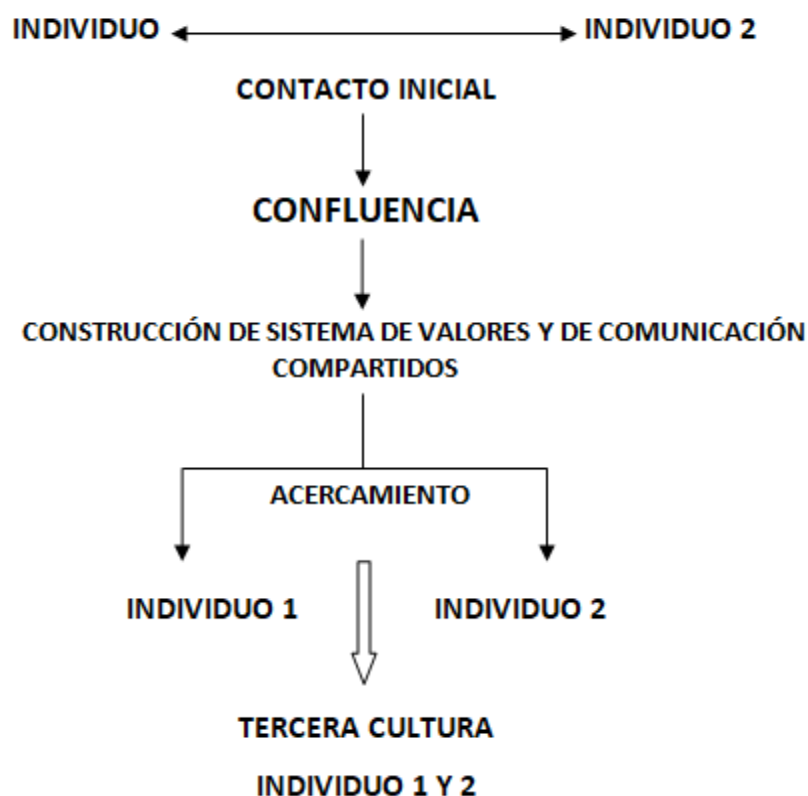 INDIVIDUO INDIVIDUO 2
CONTACTO INICIAL
CONFLUENCIA
CONSTRUCCIÓN DE SISTEMA DE VALORES Y DE COMUNICACIÓN
COMPARTIDOS
ACERCAMIENTO
INDIVIDUO 1 INDIVIDUO 2
TERCERA CULTURA
INDIVIDUO 1 Y 2